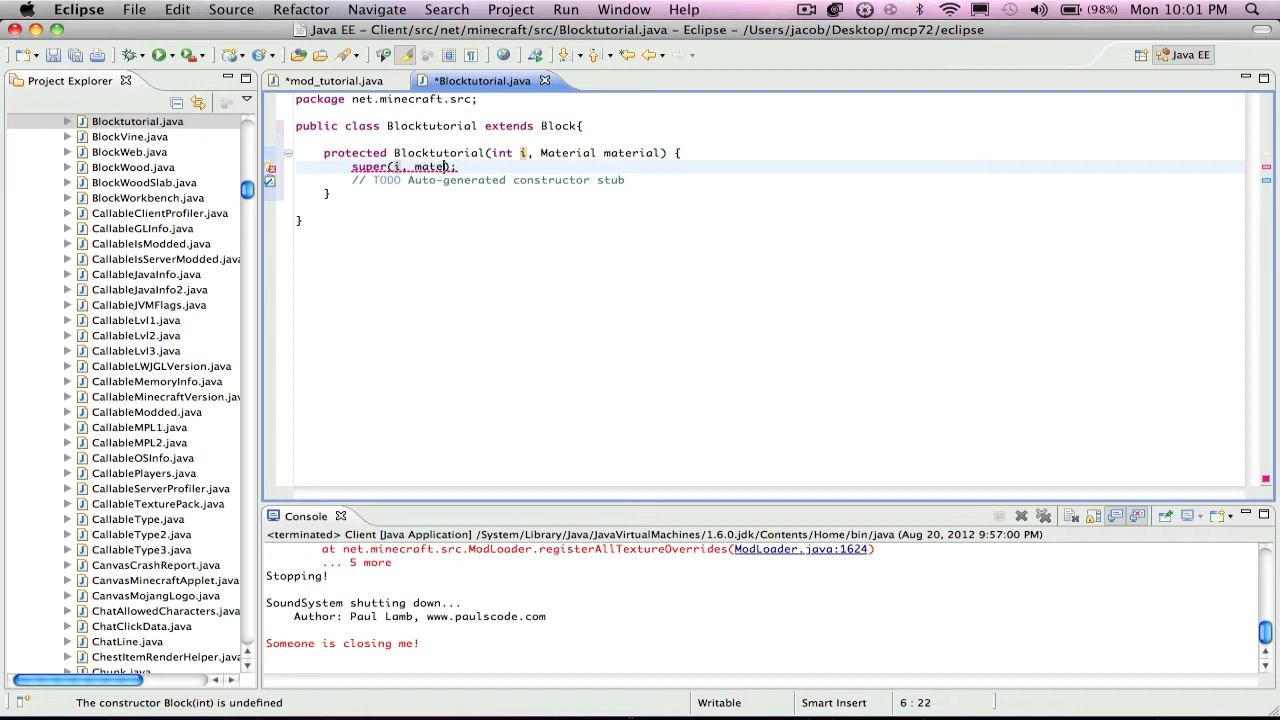 Eclipse File Edit Source Refactor Navigate Search Project Run Window Help (98%) Mon 10:01 PM
Java EE – Client/src/net/minecraft/src/Blocktutorial.java – Eclipse – /Users/jacob/Desktop/mcp72/eclipse
Java EE
Project Explorer
*mod_tutorial.java
*Blocktutorial.java
Blocktutorial.java
BlockVine.java
BlockWeb.java
BlockWood.java
BlockWoodSlab.java
BlockWorkbench.java
CallableClientProfiler.java
CallableGLInfo.java
CallableIsModded.java
CallableIsServerModded.java
CallableJavaInfo.java
CallableJavaInfo2.java
CallableJVMFlags.java
CallableLvl1.java
CallableLvl2.java
CallableLvl3.java
CallableLWJGLVersion.java
CallableMemoryInfo.java
CallableMinecraftVersion.jav
CallableModded.java
CallableMPL1.java
CallableMPL2.java
CallableOSInfo.java
CallablePlayers.java
CallableServerProfiler.java
CallableTexturePack.java
CallableType.java
CallableType2.java
CallableType3.java
CanvasCrashReport.java
CanvasMinecraftApplet.java
CanvasMojangLogo.java
ChatAllowedCharacters.java
ChatClickData.java
ChatLine.java
ChestItemRenderHelper.java
Chunk.java
package net.minecraft.src;
public class Blocktutorial extends Block{
protected Blocktutorial(int i, Material material) {
super(i, mate);
// TODO Auto-generated constructor stub
}
}
Console
<terminated> Client [Java Application] /System/Library/Java/JavaVirtualMachines/1.6.0.jdk/Contents/Home/bin/java (Aug 20, 2012 9:57:00 PM)
at net.minecraft.src.ModLoader.registerAllTextureOverrides(ModLoader.java:1624)
... 5 more
Stopping!
SoundSystem shutting down...
Author: Paul Lamb, www.paulscode.com
Someone is closing me!
The constructor Block(int) is undefined
Writable
Smart Insert
6 : 22